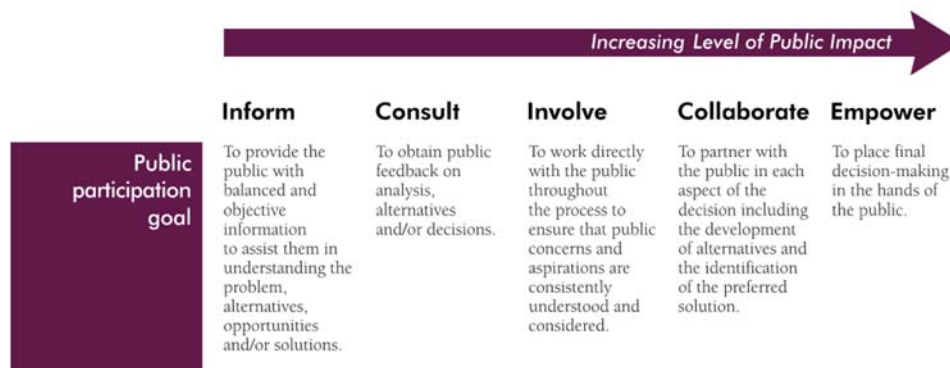 Increasing Level of Public Impact
Public
participation
goal
Inform
To provide the
public with
balanced and
objective
information
to assist them in
understanding the
problem,
alternatives,
opportunities
and/or solutions.
Consult
To obtain public
feedback on
analysis,
alternatives
and/or decisions.
Involve
To work directly
with the public
throughout
the process to
ensure that public
concerns and
aspirations are
consistently
understood and
considered.
Collaborate
To partner with
the public in each
aspect of the
decision including
the development
of alternatives and
the identification
of the preferred
solution.
Empower
To place final
decision-making
in the hands of
the public.